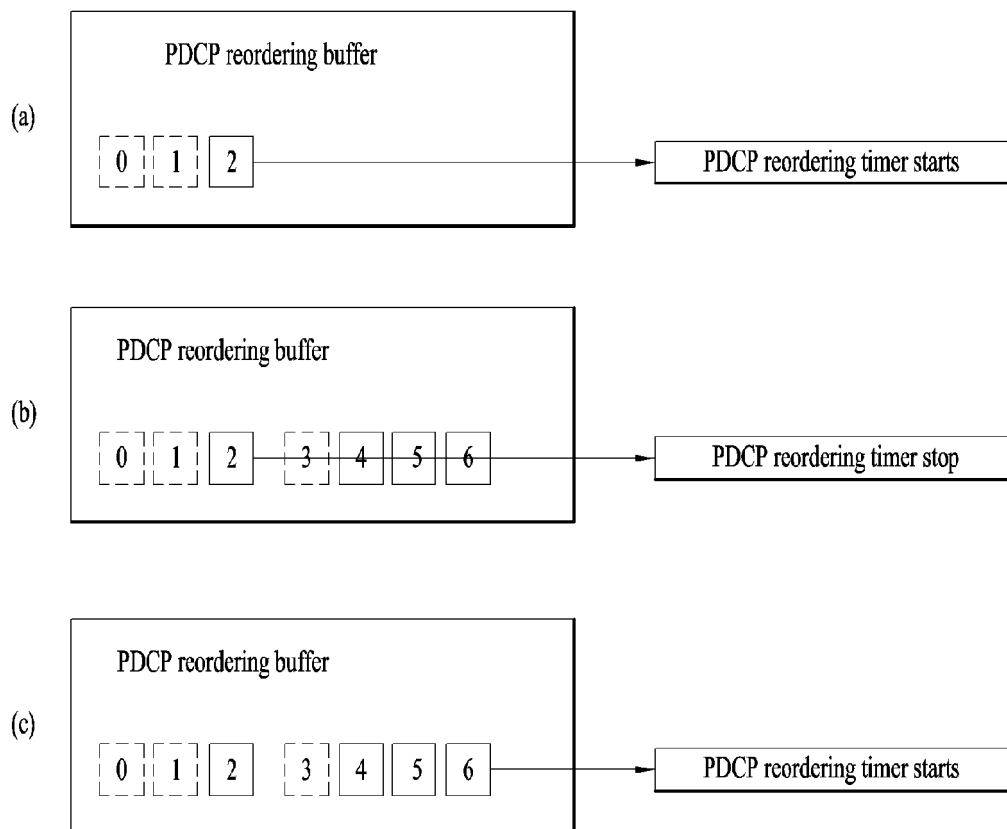 PDCP reordering buffer
(a)
0 1 2
PDCP reordering timer starts
PDCP reordering buffer
(b)
0 1 2 3 4 5 6
PDCP reordering timer stop
PDCP reordering buffer
(c)
0 1 2 3 4 5 6
PDCP reordering timer starts